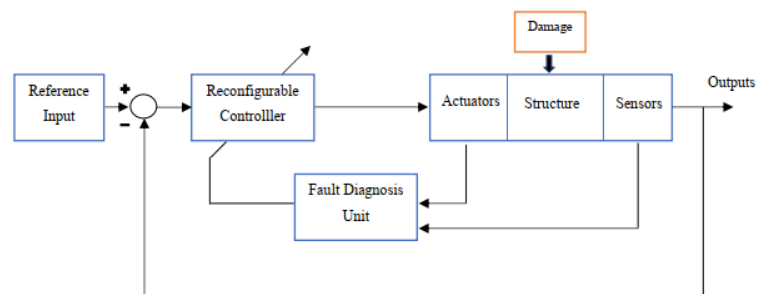 Damage
Reference
Input
+
−
Reconfigurable
Controlller
Actuators
Structure
Sensors
Outputs
Fault Diagnosis
Unit